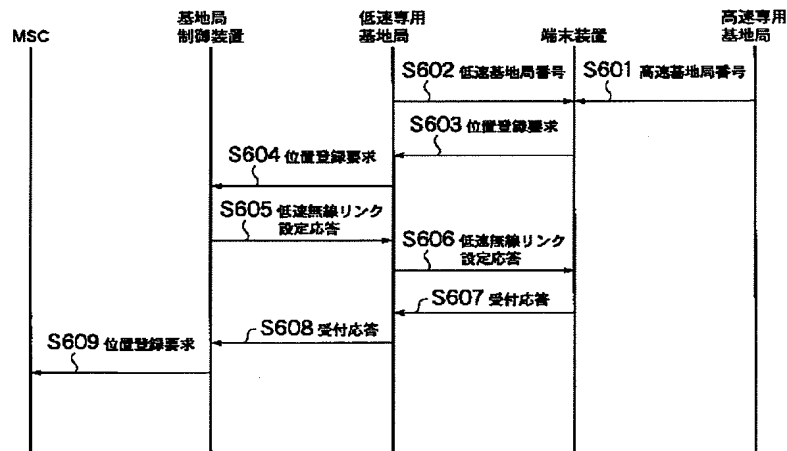 MSC
基地局
制御装置
低速専用
基地局
端末装置
高速専用
基地局
S602 低速基地局番号
S601 高速基地局番号
S603 位置登録要求
S604 位置登録要求
S605 低速無線リンク
設定応答
S606 低速無線リンク
設定応答
S607 受付応答
S608 受付応答
S609 位置登録要求